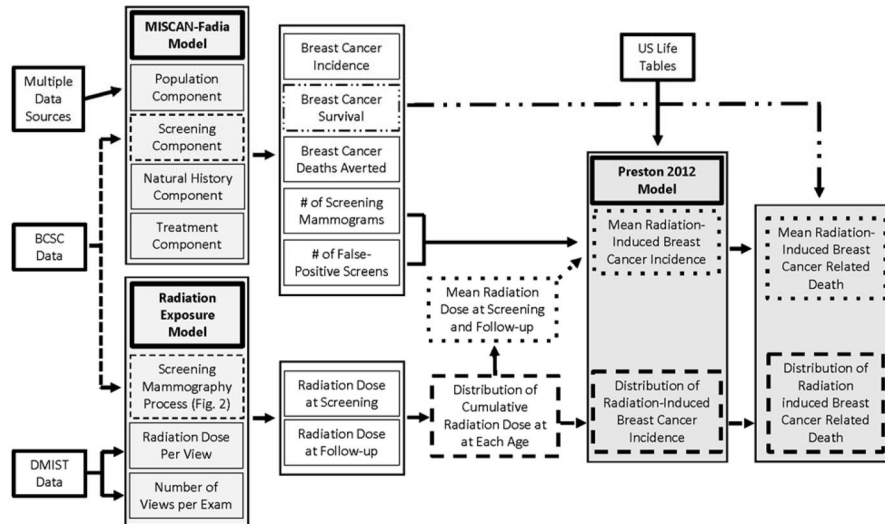 MISCAN-Fadia
Model
Population
Component
Screening
Component
Natural History
Component
Treatment
Component
Multiple
Data
Sources
BCSC
Data
DMIST
Data
Radiation
Exposure
Model
Screening
Mammography
Process (Fig. 2)
Radiation Dose
Per View
Number of
Views per Exam
Breast Cancer
Incidence
Breast Cancer
Survival
Breast Cancer
Deaths Averted
# of Screening
Mammograms
# of False-
Positive Screens
Radiation Dose
at Screening
Radiation Dose
at Follow-up
Mean Radiation
Dose at Screening
and Follow-up
Distribution of
Cumulative
Radiation Dose at
at Each Age
US Life
Tables
Preston 2012
Model
Mean Radiation-
Induced Breast
Cancer Incidence
Distribution of
Radiation-Induced
Breast Cancer
Incidence
Mean Radiation-
Induced Breast
Cancer Related
Death
Distribution of
Radiation
induced Breast
Cancer Related
Death